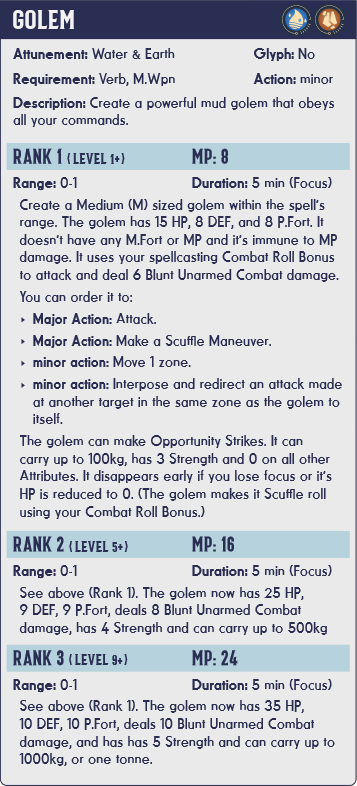 GOLEM
Attunement: Water & Earth Glyph: No
Requirement: Verb, M.Wpn Action: minor
Description: Create a powerful mud golem that obeys
all your commands.
RANK 1 (LEVEL 1+) MP: 8
Range: 0-1 Duration: 5 min (Focus)
Create a Medium (M) sized golem within the spell's
range. The golem has 15 HP, 8 DEF, and 8 P.Fort. It
doesn't have any M.Fort or MP and it's immune to MP
damage. It uses your spellcasting Combat Roll Bonus
to attack and deal 6 Blunt Unarmed Combat damage.
You can order it to:
‣ Major Action: Attack.
‣ Major Action: Make a Scuffle Maneuver.
‣ minor action: Move 1 zone.
‣ minor action: Interpose and redirect an attack made
at another target in the same zone as the golem to
itself.
The golem can make Opportunity Strikes. It can
carry up to 100kg, has 3 Strength and 0 on all other
Attributes. It disappears early if you lose focus or it's
HP is reduced to 0. (The golem makes it Scuffle roll
using your Combat Roll Bonus.)
RANK 2 (LEVEL 5+) MP: 16
Range: 0-1 Duration: 5 min (Focus)
See above (Rank 1). The golem now has 25 HP,
9 DEF, 9 P.Fort, deals 8 Blunt Unarmed Combat
damage, has 4 Strength and can carry up to 500kg
RANK 3 (LEVEL 9+) MP: 24
Range: 0-1 Duration: 5 min (Focus)
See above (Rank 1). The golem now has 35 HP,
10 DEF, 10 P.Fort, deals 10 Blunt Unarmed Combat
damage, and has has 5 Strength and can carry up to
1000kg, or one tonne.